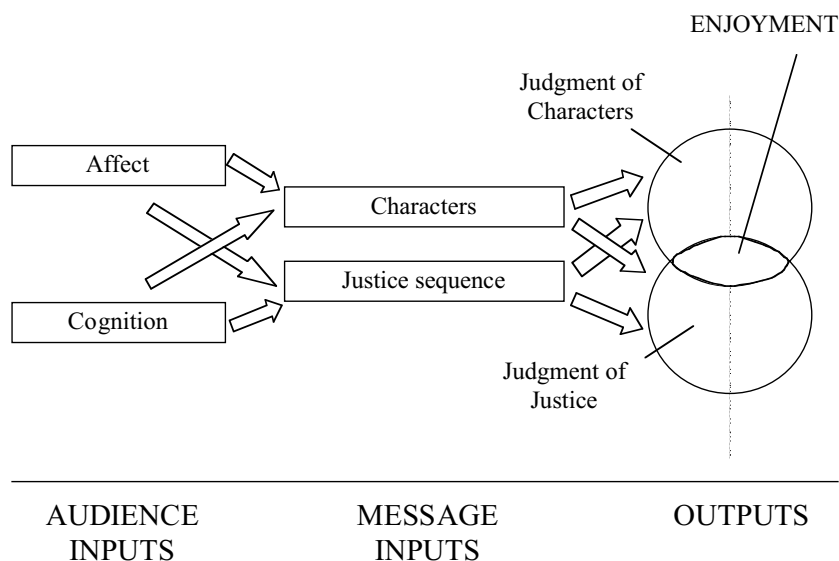 ENJOYMENT
Judgment of
Characters
Affect
Characters
Justice sequence
Cognition
Judgment of
Justice
AUDIENCE
INPUTS
MESSAGE
INPUTS
OUTPUTS